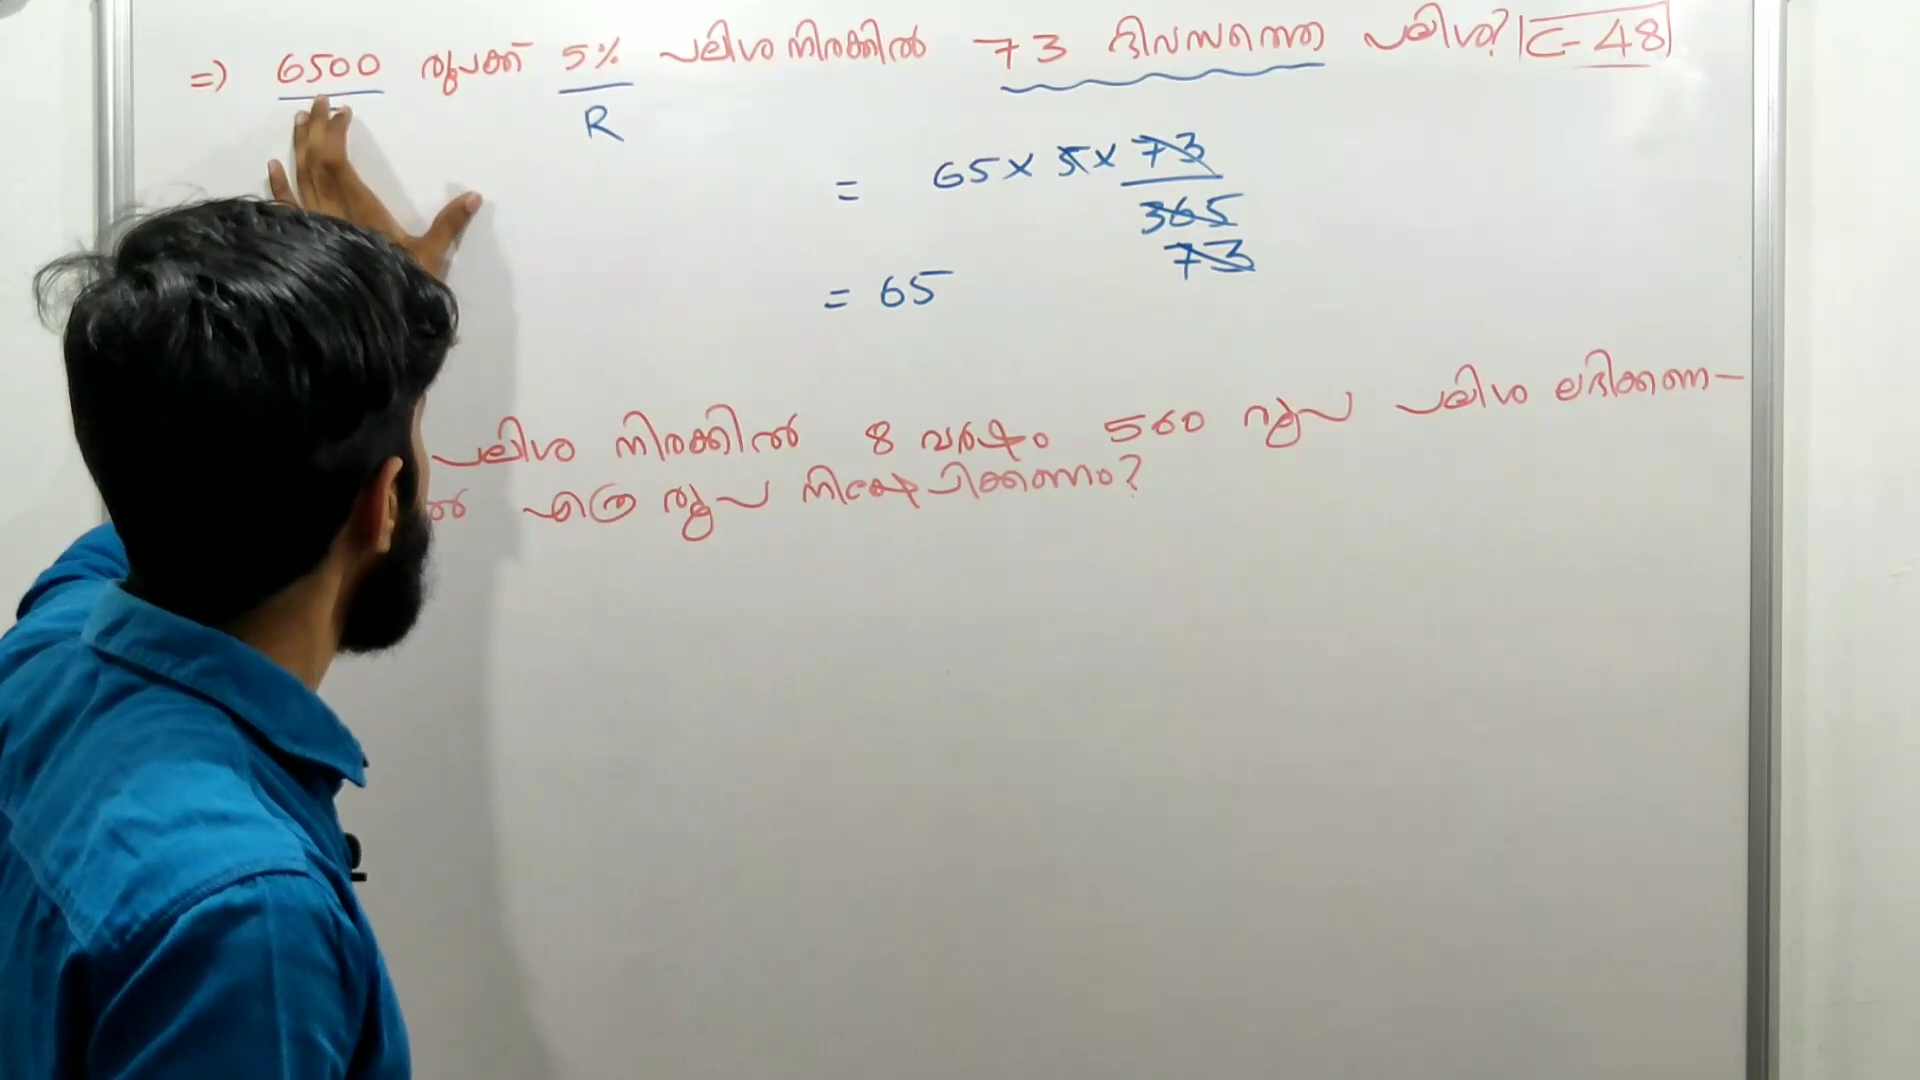 =) 6500 രൂപക്ക് 5% പലിശ നിരക്കിൽ 73 ദിവസത്തെ പലിശ? C-48
R
= 65 x 5 x 73
365
73
= 65
പലിശ നിരക്കിൽ 8 വർഷം 560 രൂപ പലിശ ലഭിക്കണ-
ൽ എത്ര രൂപ നിക്ഷേപിക്കണം?